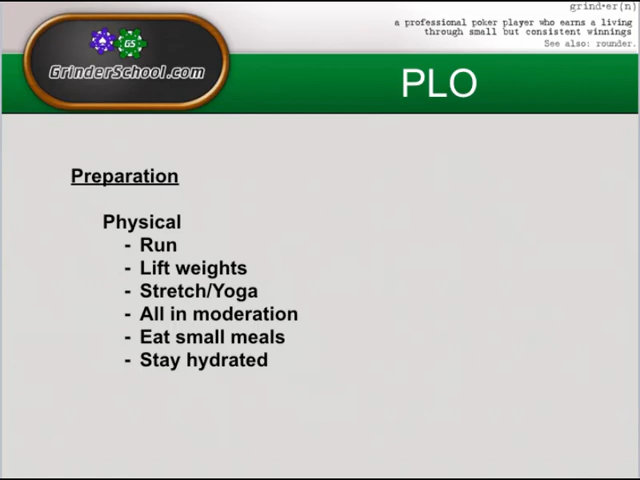 grind•er(n)
a professional poker player who earns a living
through small but consistent winnings
See also: rounder.
GS
GrinderSchool.com
PLO
Preparation
Physical
- Run
- Lift weights
- Stretch/Yoga
- All in moderation
- Eat small meals
- Stay hydrated